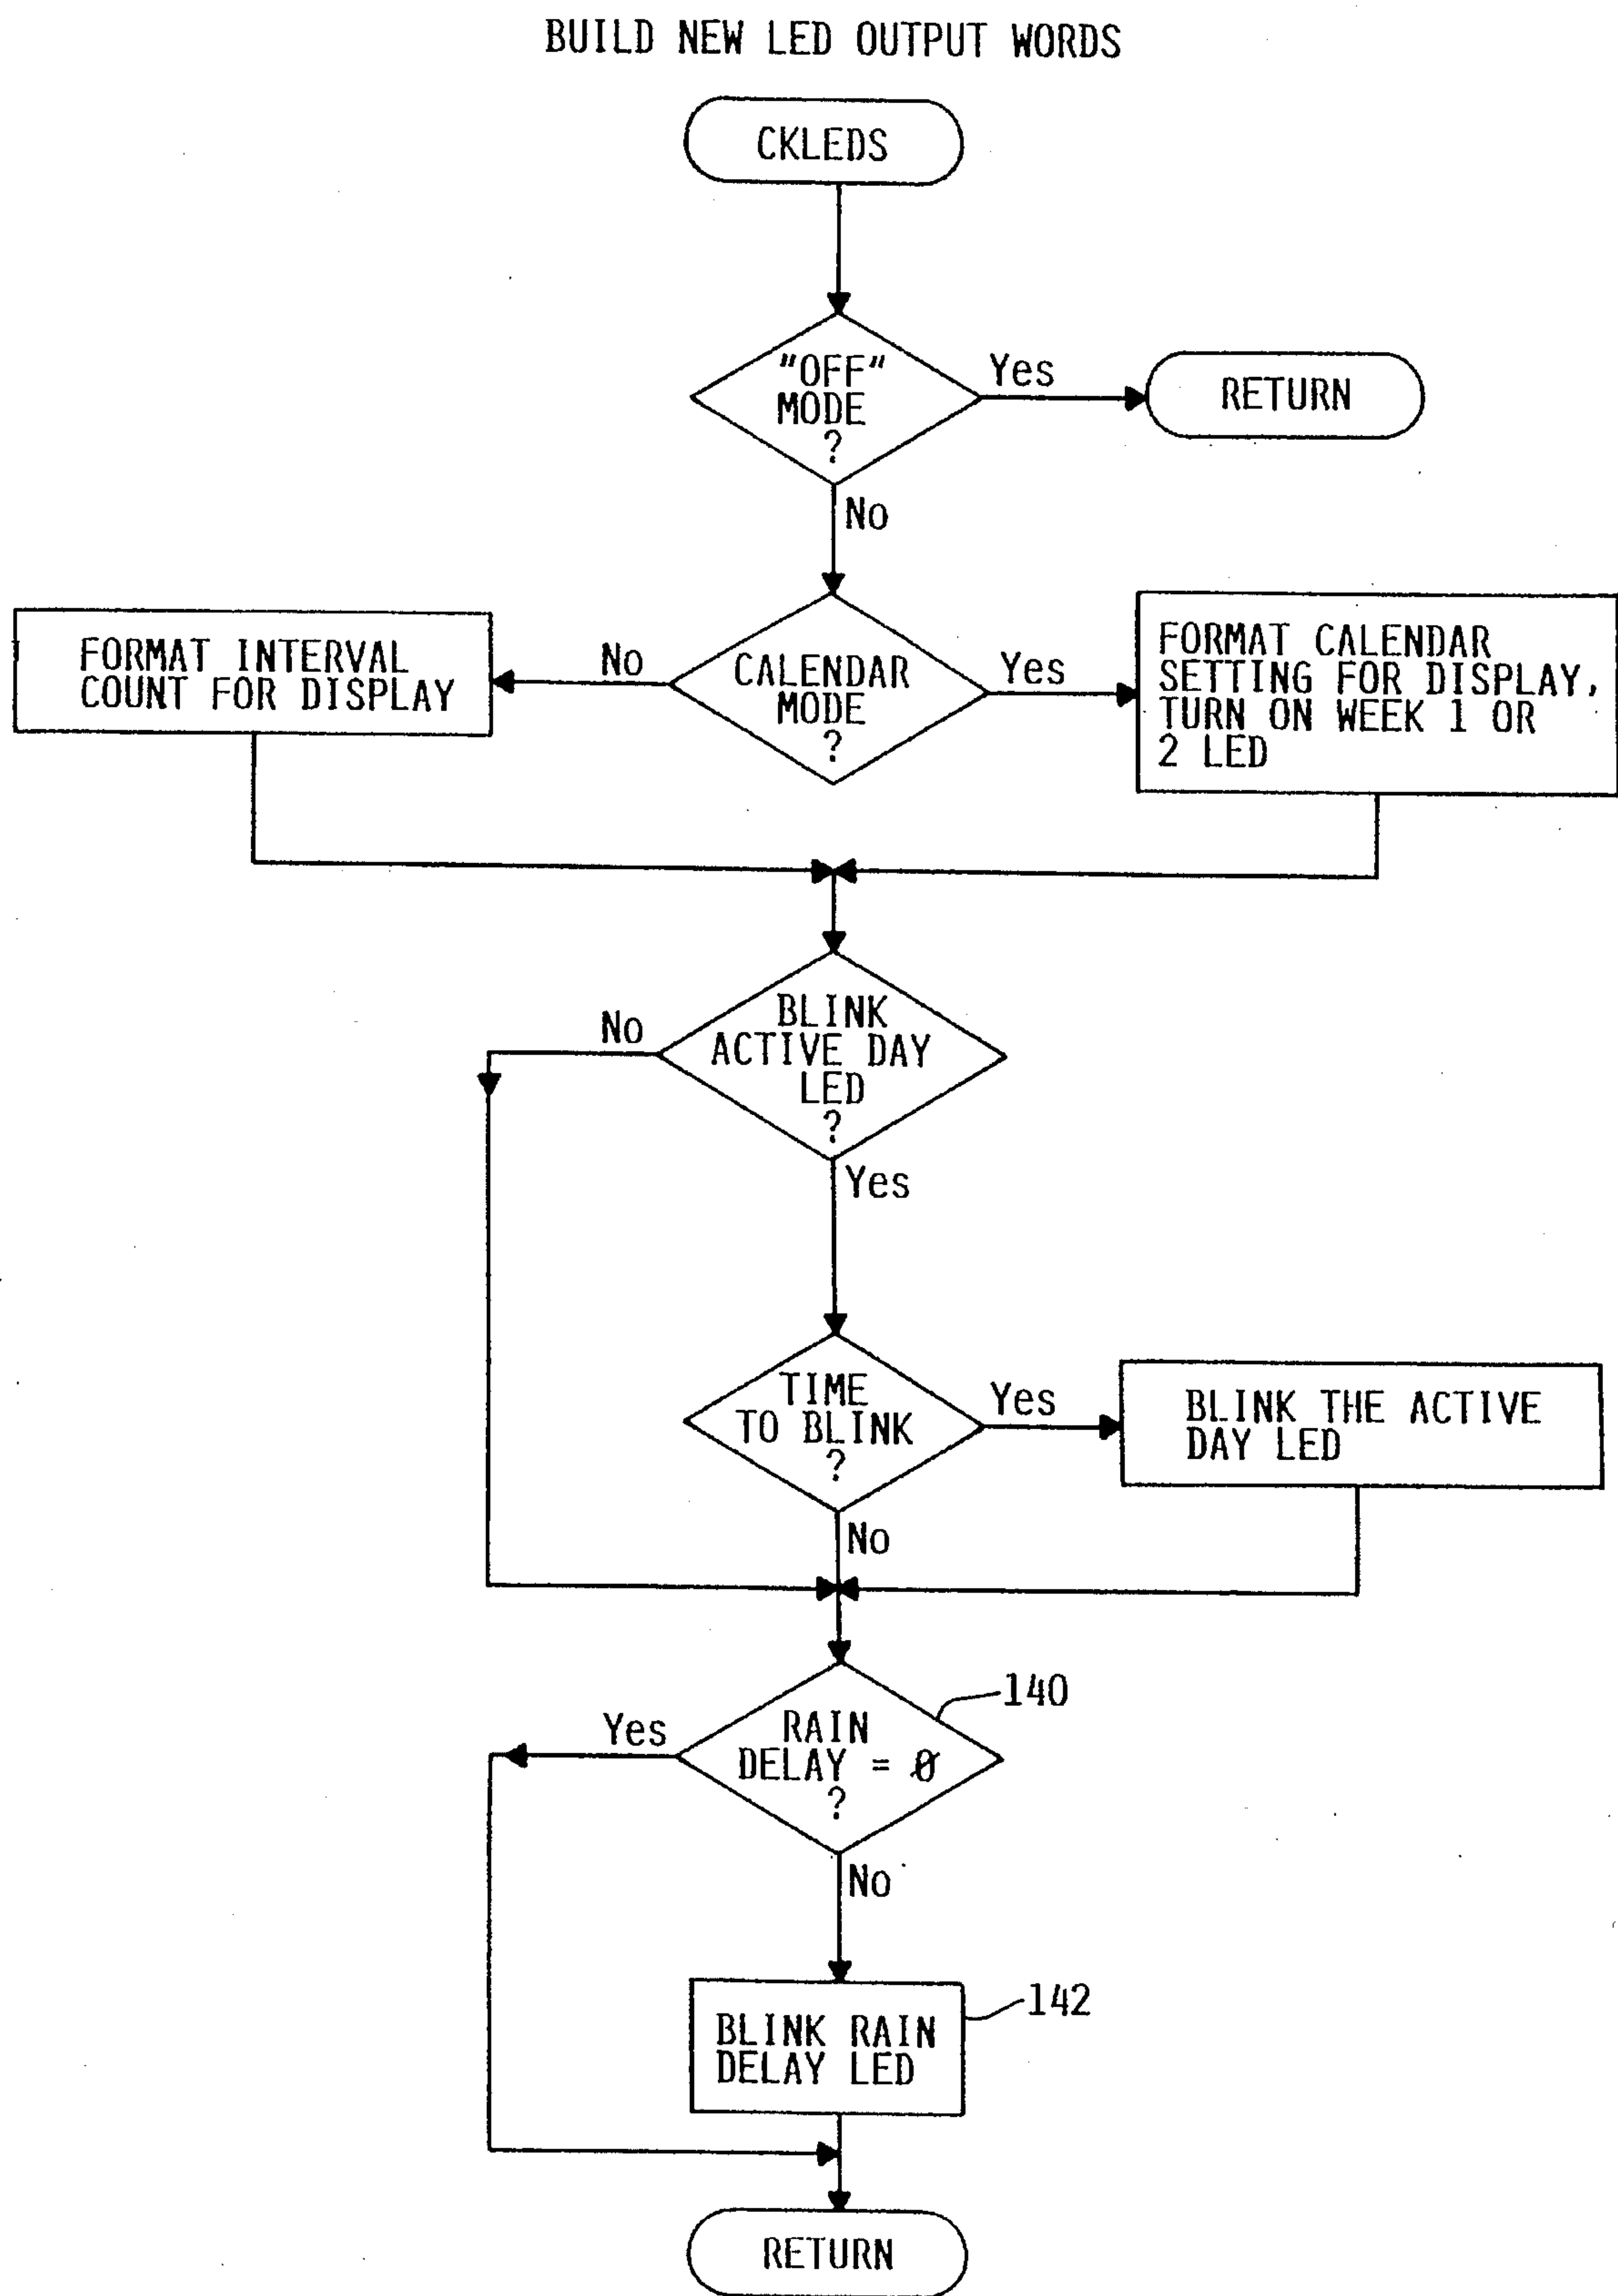 BUILD NEW LED OUTPUT WORDS
CKLEDS
"OFF"
MODE
?
Yes
RETURN
No
FORMAT INTERVAL
COUNT FOR DISPLAY
No
CALENDAR
MODE
?
Yes
FORMAT CALENDAR
SETTING FOR DISPLAY,
TURN ON WEEK 1 OR
2 LED
No
BLINK
ACTIVE DAY
LED
?
Yes
TIME
TO BLINK
?
Yes
BLINK THE ACTIVE
DAY LED
No
140
Yes
RAIN
DELAY = 0
?
No
142
BLINK RAIN
DELAY LED
RETURN